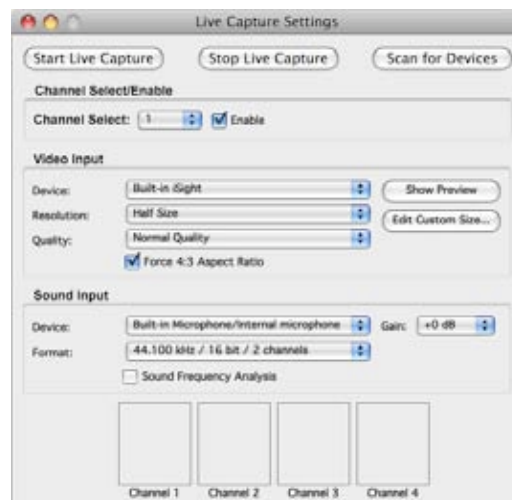 Live Capture Settings
Start Live Capture Stop Live Capture Scan for Devices
Channel Select/Enable
Channel Select: 1 Enable
Video Input
Device: Built-in iSight Show Preview
Resolution: Half Size Edit Custom Size...
Quality: Normal Quality
Force 4:3 Aspect Ratio
Sound Input
Device: Built-in Microphone/Internal microphone Gain: +0 dB
Format: 44.100 kHz / 16 bit / 2 channels
Sound Frequency Analysis
Channel 1 Channel 2 Channel 3 Channel 4